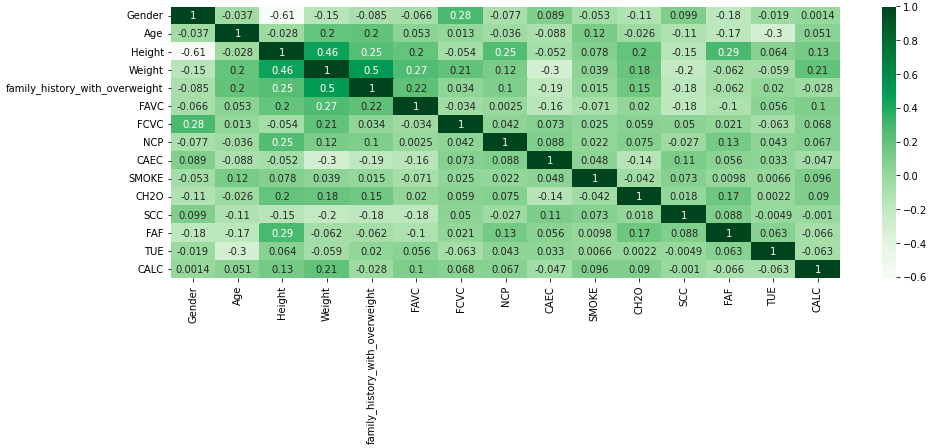 Gender 1 -0.037 -0.61 -0.15 -0.085 -0.066 0.28 -0.077 0.089 -0.053 -0.11 0.099 -0.18 -0.019 0.0014
Age -0.037 1 -0.028 0.2 0.2 0.053 0.013 -0.036 -0.088 0.12 -0.026 -0.11 -0.17 -0.3 0.051
Height -0.61 -0.028 1 0.46 0.25 0.2 -0.054 0.25 -0.052 0.078 0.2 -0.15 0.29 0.064 0.13
Weight -0.15 0.2 0.46 1 0.5 0.27 0.21 0.12 -0.3 0.039 0.18 -0.2 -0.062 -0.059 0.21
family_history_with_overweight -0.085 0.2 0.25 0.5 1 0.22 0.034 0.1 -0.19 0.015 0.15 -0.18 -0.062 0.02 -0.028
FAVC -0.066 0.053 0.2 0.27 0.22 1 -0.034 0.0025 -0.16 -0.071 0.02 -0.18 -0.1 0.056 0.1
FCVC 0.28 0.013 -0.054 0.21 0.034 -0.034 1 0.042 0.073 0.025 0.059 0.05 0.021 -0.063 0.068
NCP -0.077 -0.036 0.25 0.12 0.1 0.0025 0.042 1 0.088 0.022 0.075 -0.027 0.13 0.043 0.067
CAEC 0.089 -0.088 -0.052 -0.3 -0.19 -0.16 0.073 0.088 1 0.048 -0.14 0.11 0.056 0.033 -0.047
SMOKE -0.053 0.12 0.078 0.039 0.015 -0.071 0.025 0.022 0.048 1 -0.042 0.073 0.0098 0.0066 0.096
CH2O -0.11 -0.026 0.2 0.18 0.15 0.02 0.059 0.075 -0.14 -0.042 1 0.018 0.17 0.0022 0.09
SCC 0.099 -0.11 -0.15 -0.2 -0.18 -0.18 0.05 -0.027 0.11 0.073 0.018 1 0.088 -0.0049 -0.001
FAF -0.18 -0.17 0.29 -0.062 -0.062 -0.1 0.021 0.13 0.056 0.0098 0.17 0.088 1 0.063 -0.066
TUE -0.019 -0.3 0.064 -0.059 0.02 0.056 -0.063 0.043 0.033 0.0066 0.0022 -0.0049 0.063 1 -0.063
CALC 0.0014 0.051 0.13 0.21 -0.028 0.1 0.068 0.067 -0.047 0.096 0.09 -0.001 -0.066 -0.063 1
Gender Age Height Weight family_history_with_overweight FAVC FCVC NCP CAEC SMOKE CH2O SCC FAF TUE CALC
1.0
0.8
0.6
0.4
0.2
0.0
−0.2
−0.4
−0.6